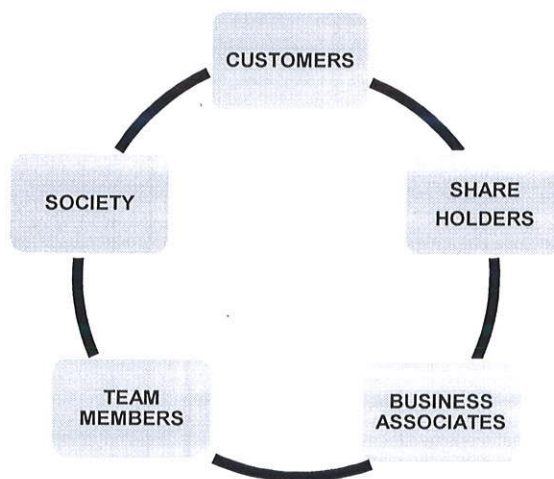 CUSTOMERS
SHARE
HOLDERS
BUSINESS
ASSOCIATES
TEAM
MEMBERS
SOCIETY